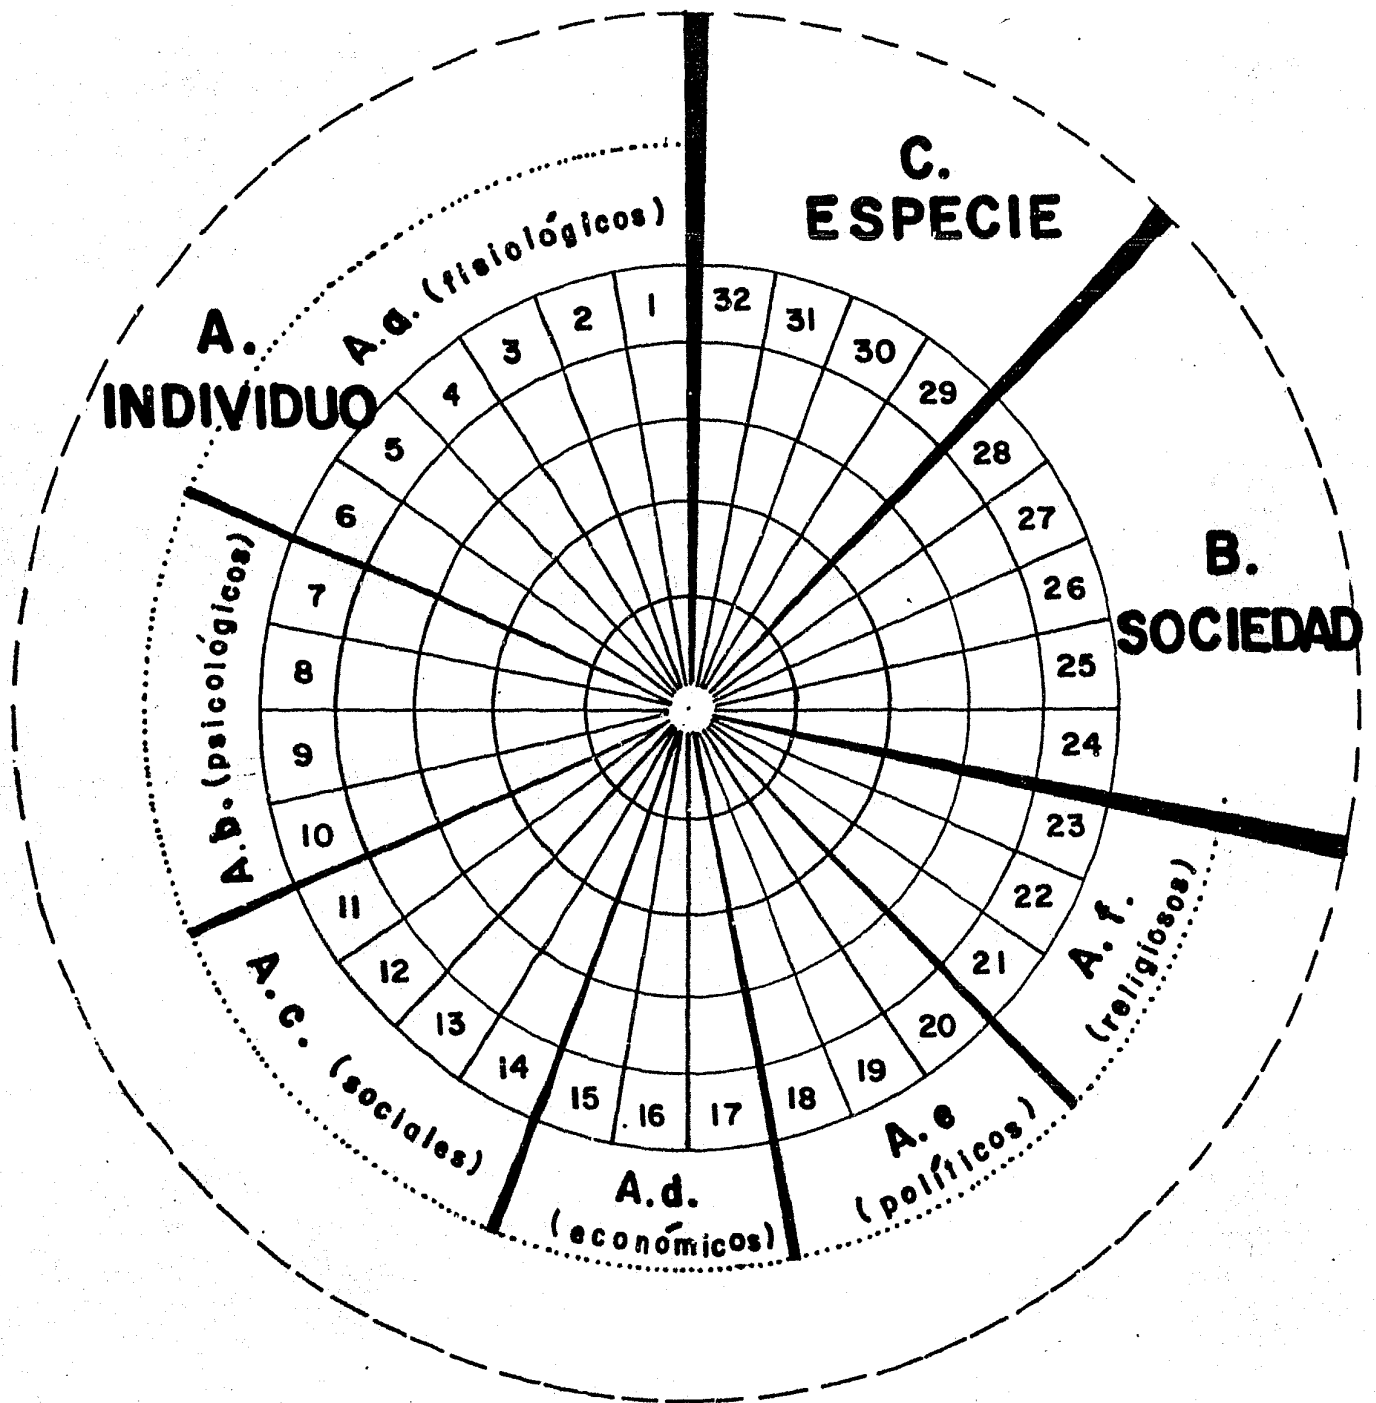 C.
ESPECIE
A.
INDIVIDUO
A.a. (fisiológicos)
A.b. (psicológicos)
A.c. (sociales)
A.d.
(económicos)
A.e
(políticos)
A.f.
(religiosos)
B.
SOCIEDAD
1
2
3
4
5
6
7
8
9
10
11
12
13
14
15
16
17
18
19
20
21
22
23
24
25
26
27
28
29
30
31
32